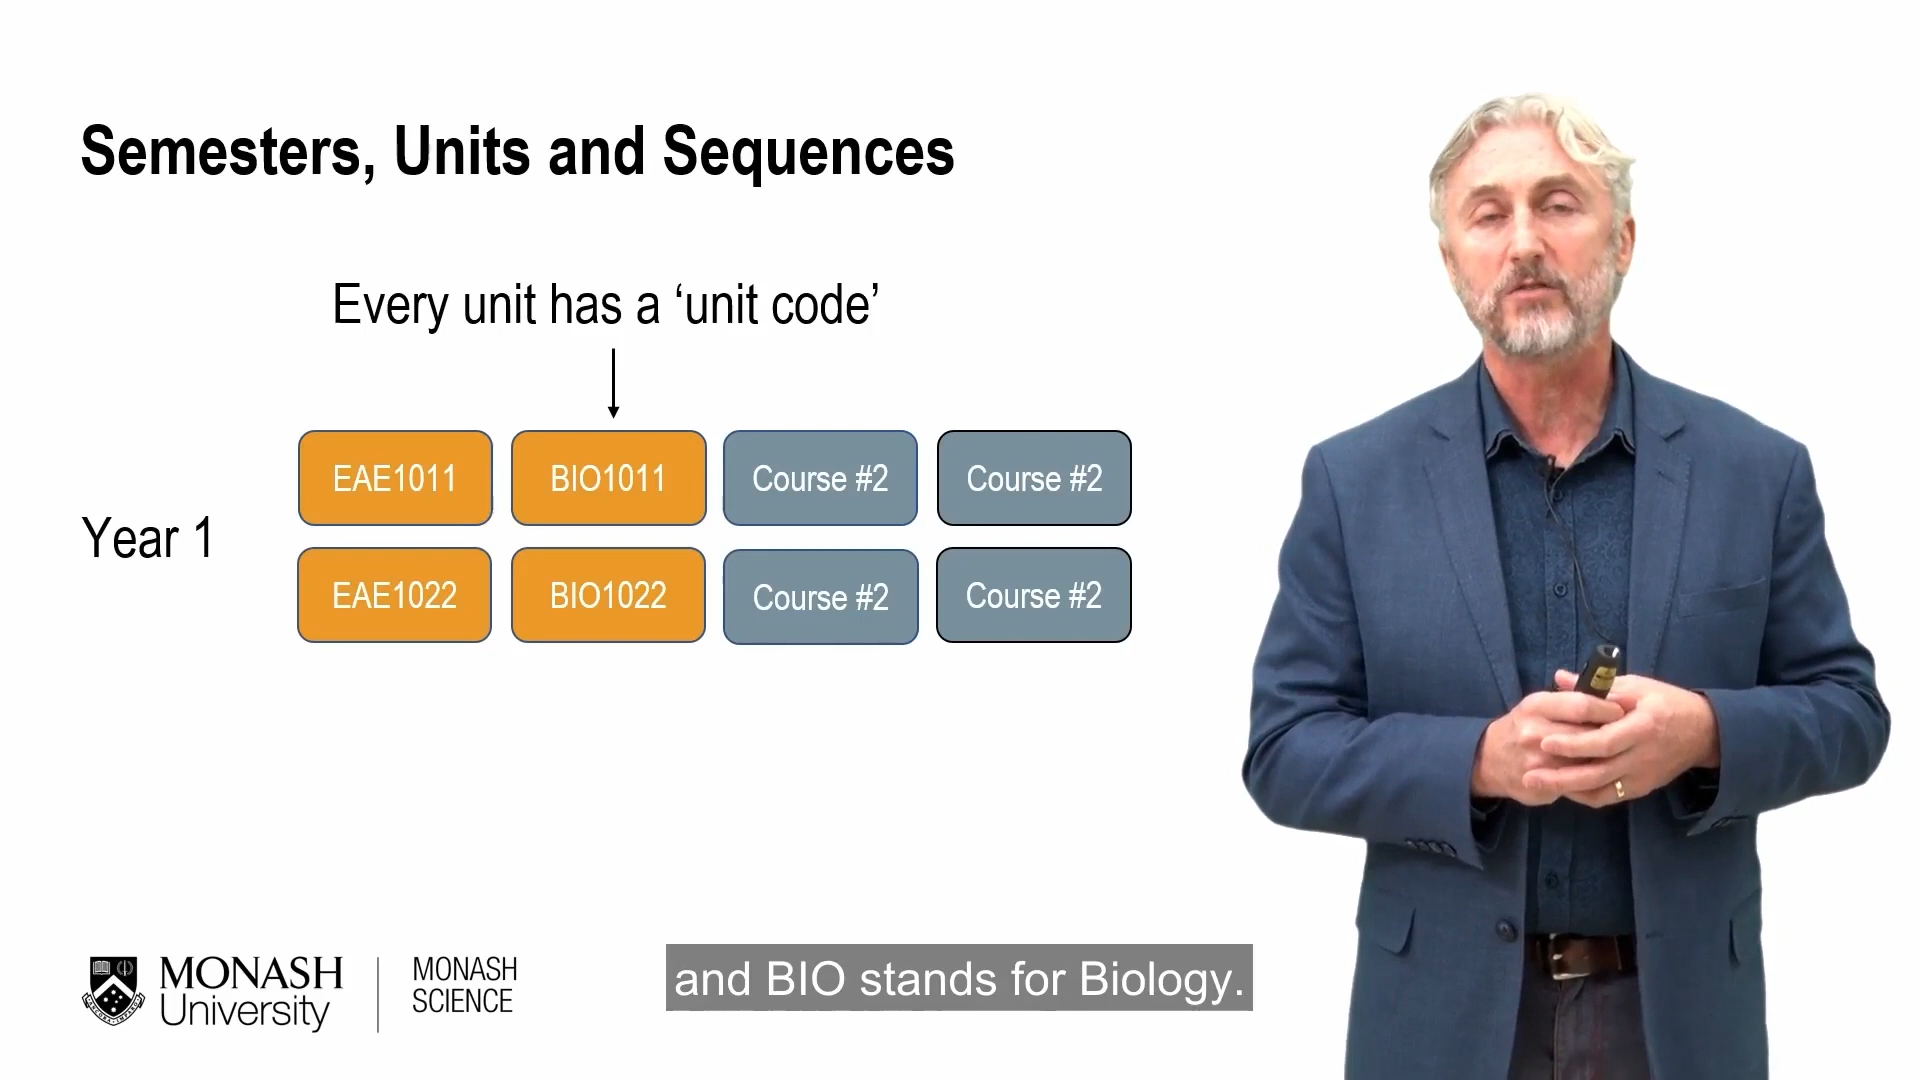 Semesters, Units and Sequences
Every unit has a ‘unit code’
EAE1011 BIO1011 Course #2 Course #2
Year 1
EAE1022 BIO1022 Course #2 Course #2
MONASH University
MONASH SCIENCE
and BIO stands for Biology.